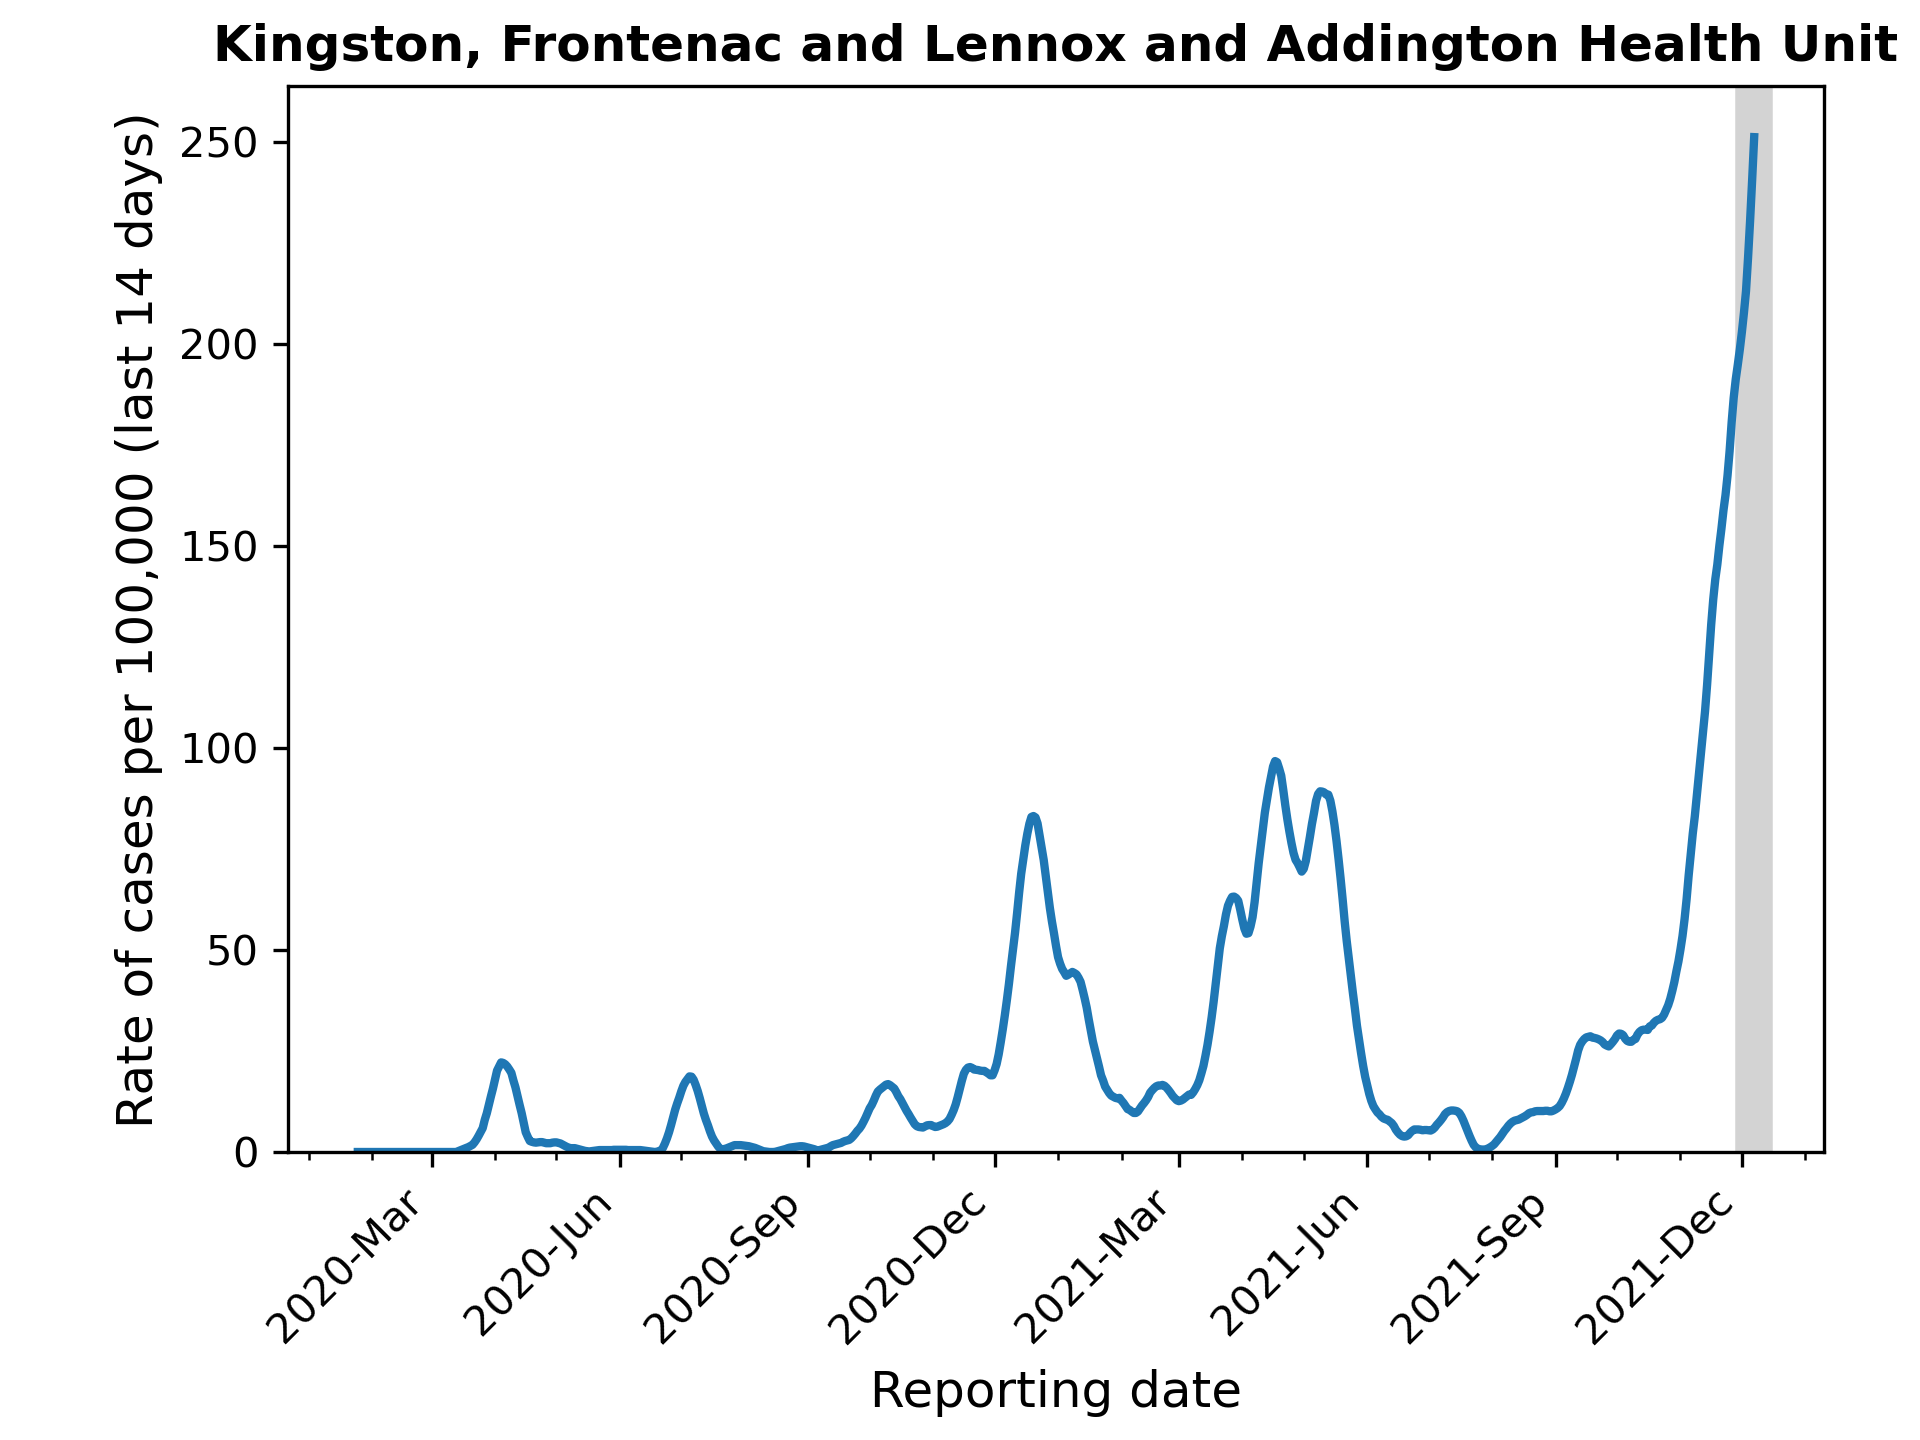 Kingston, Frontenac and Lennox and Addington Health Unit
Rate of cases per 100,000 (last 14 days)
250
200
150
100
50
0
2020-Mar
2020-Jun
2020-Sep
2020-Dec
2021-Mar
2021-Jun
2021-Sep
2021-Dec
Reporting date